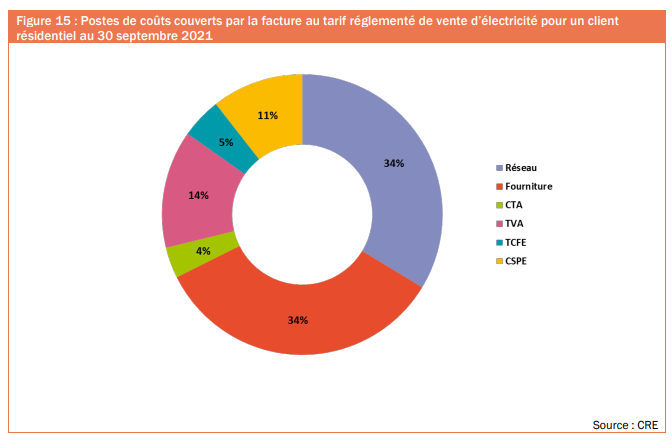 Figure 15 : Postes de coûts couverts par la facture au tarif réglementé de vente d'électricité pour un client
résidentiel au 30 septembre 2021
11%
5%
34%
14%
4%
34%
Réseau
Fourniture
CTA
TVA
TCFE
CSPE
Source : CRE